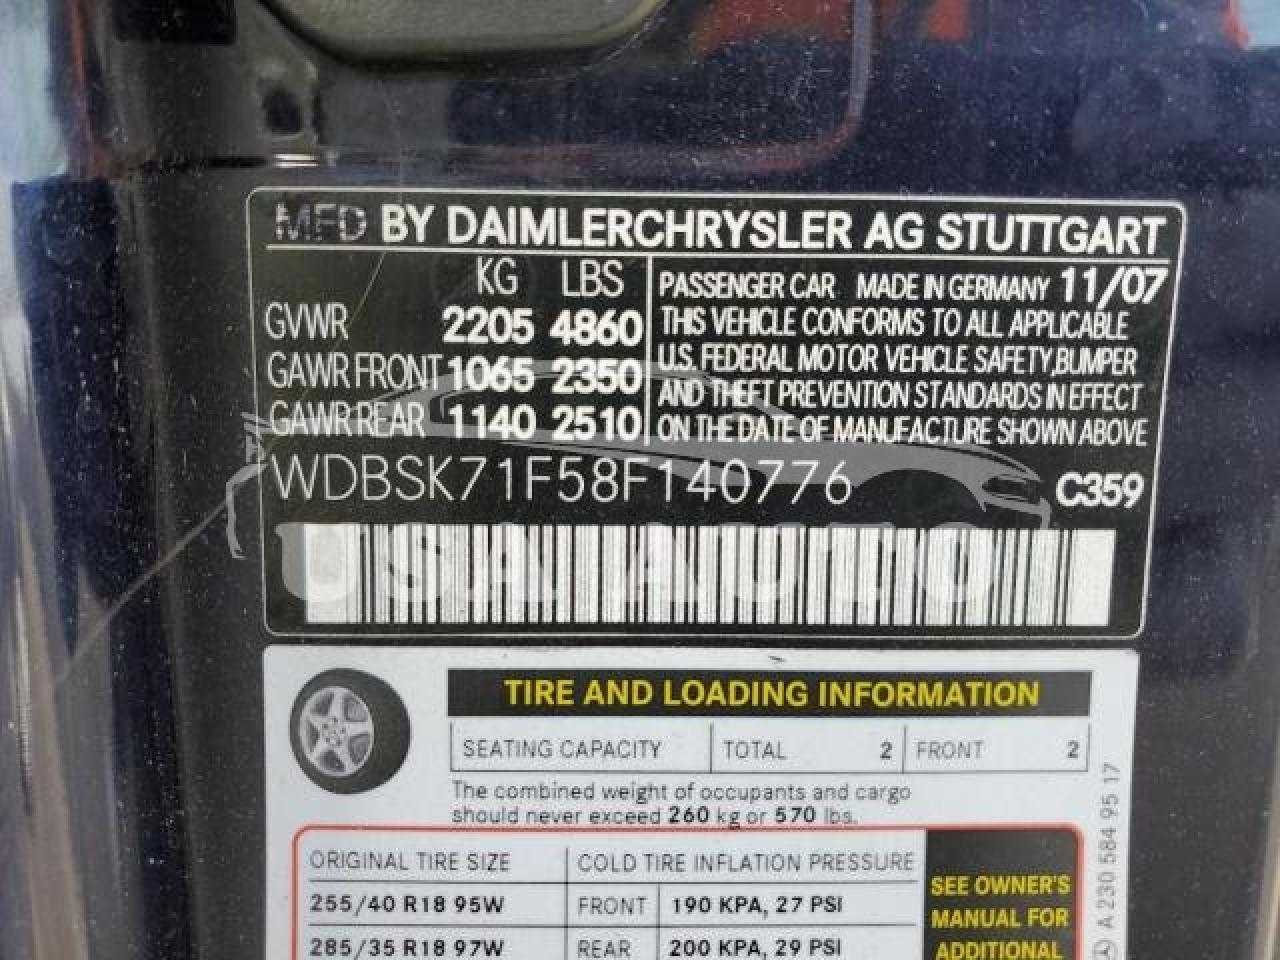 MFD BY DAIMLERCHRYSLER AG STUTTGART
KG LBS
GVWR 2205 4860
GAWR FRONT 1065 2350
GAWR REAR 1140 2510
PASSENGER CAR MADE IN GERMANY 11/07
THIS VEHICLE CONFORMS TO ALL APPLICABLE
U.S. FEDERAL MOTOR VEHICLE SAFETY, BUMPER
AND THEFT PREVENTION STANDARDS IN EFFECT
ON THE DATE OF MANUFACTURE SHOWN ABOVE
WDBSK71F58F140776 C359
USA AUTO
TIRE AND LOADING INFORMATION
SEATING CAPACITY TOTAL 2 FRONT 2
The combined weight of occupants and cargo
should never exceed 260 kg or 570 lbs.
ORIGINAL TIRE SIZE COLD TIRE INFLATION PRESSURE
255/40 R18 95W FRONT 190 KPA, 27 PSI
285/35 R18 97W REAR 200 KPA, 29 PSI
SEE OWNER'S
MANUAL FOR
ADDITIONAL
A 230 584 95 17